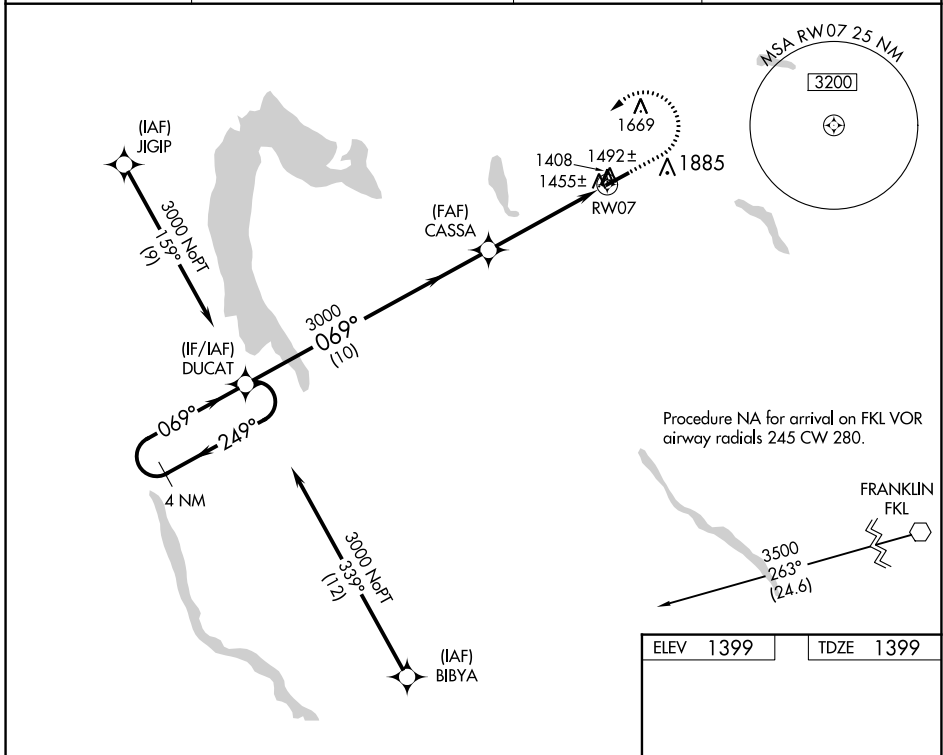 MSA RW07 25 NM
3200
(IAF)
JIGIP
3000 NoPT
159°
(9)
1669
1408
1492±
1455±
1885
RW07
(FAF)
CASSA
3000
069°
(10)
(IF/IAF)
DUCAT
069°
249°
4 NM
Procedure NA for arrival on FKL VOR
airway radials 245 CW 280.
FRANKLIN
FKL
3500
263°
(24.6)
3000 NoPT
339°
(12)
(IAF)
BIBYA
ELEV 1399
TDZE 1399